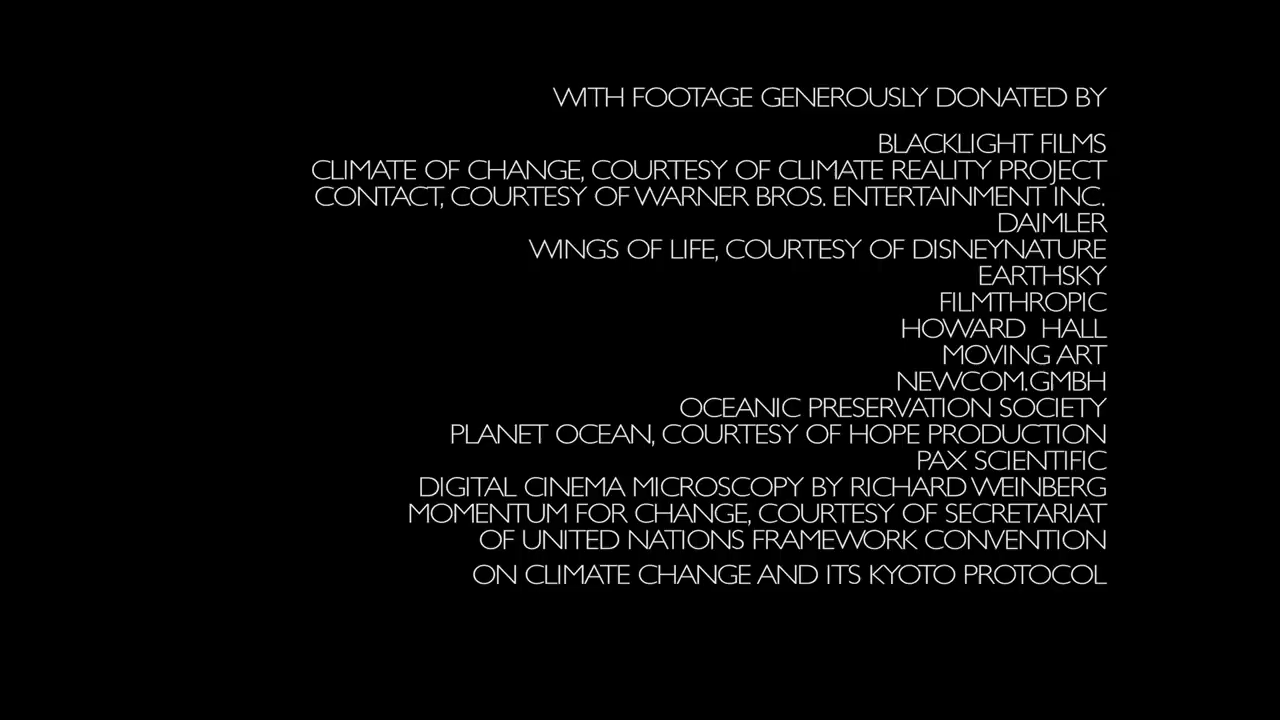 WITH FOOTAGE GENEROUSLY DONATED BY
BLACKLIGHT FILMS
CLIMATE OF CHANGE, COURTESY OF CLIMATE REALITY PROJECT
CONTACT, COURTESY OF WARNER BROS. ENTERTAINMENT INC.
DAIMLER
WINGS OF LIFE, COURTESY OF DISNEYNATURE
EARTHSKY
FILMTHROPIC
HOWARD HALL
MOVING ART
NEWCOM.GMBH
OCEANIC PRESERVATION SOCIETY
PLANET OCEAN, COURTESY OF HOPE PRODUCTION
PAX SCIENTIFIC
DIGITAL CINEMA MICROSCOPY BY RICHARD WEINBERG
MOMENTUM FOR CHANGE, COURTESY OF SECRETARIAT
OF UNITED NATIONS FRAMEWORK CONVENTION
ON CLIMATE CHANGE AND ITS KYOTO PROTOCOL